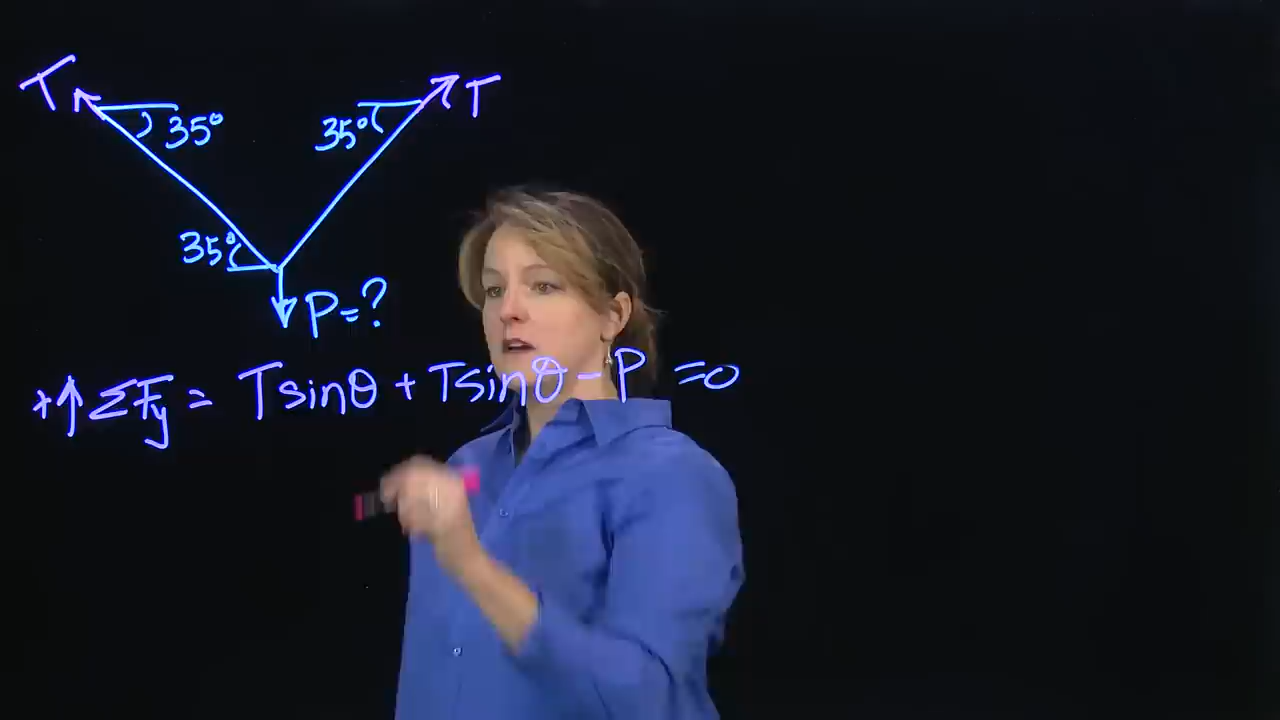 T
T
35°
35°
35°
P=?
+↑ΣFy = Tsinθ + Tsinθ - P = 0